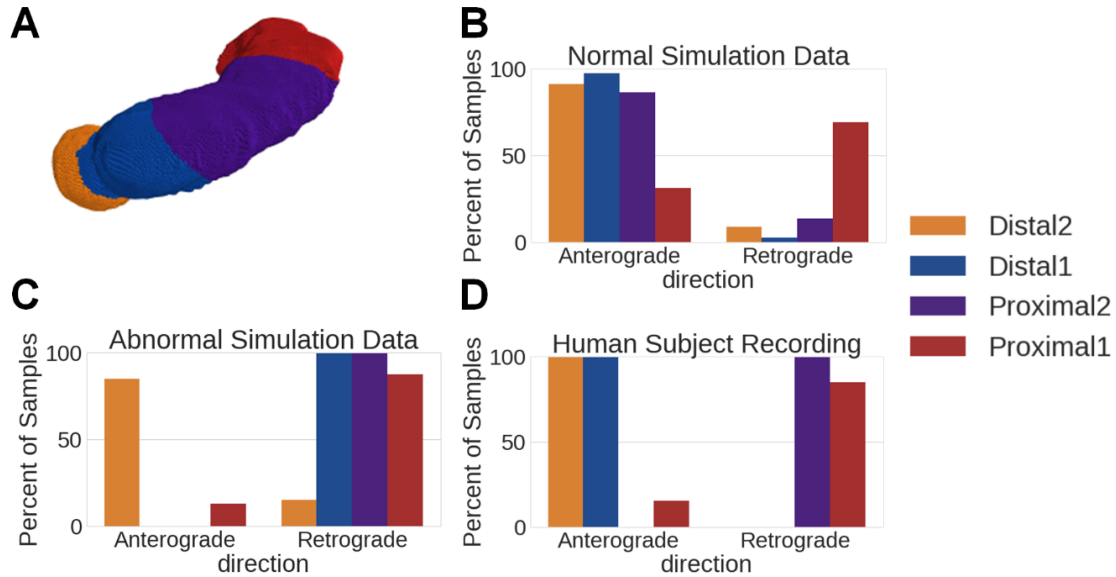 A
B
Normal Simulation Data
Percent of Samples
100
50
0
Anterograde
Retrograde
direction
Distal2
Distal1
Proximal2
Proximal1
C
Abnormal Simulation Data
Percent of Samples
100
50
0
Anterograde
Retrograde
direction
D
Human Subject Recording
Percent of Samples
100
50
0
Anterograde
Retrograde
direction